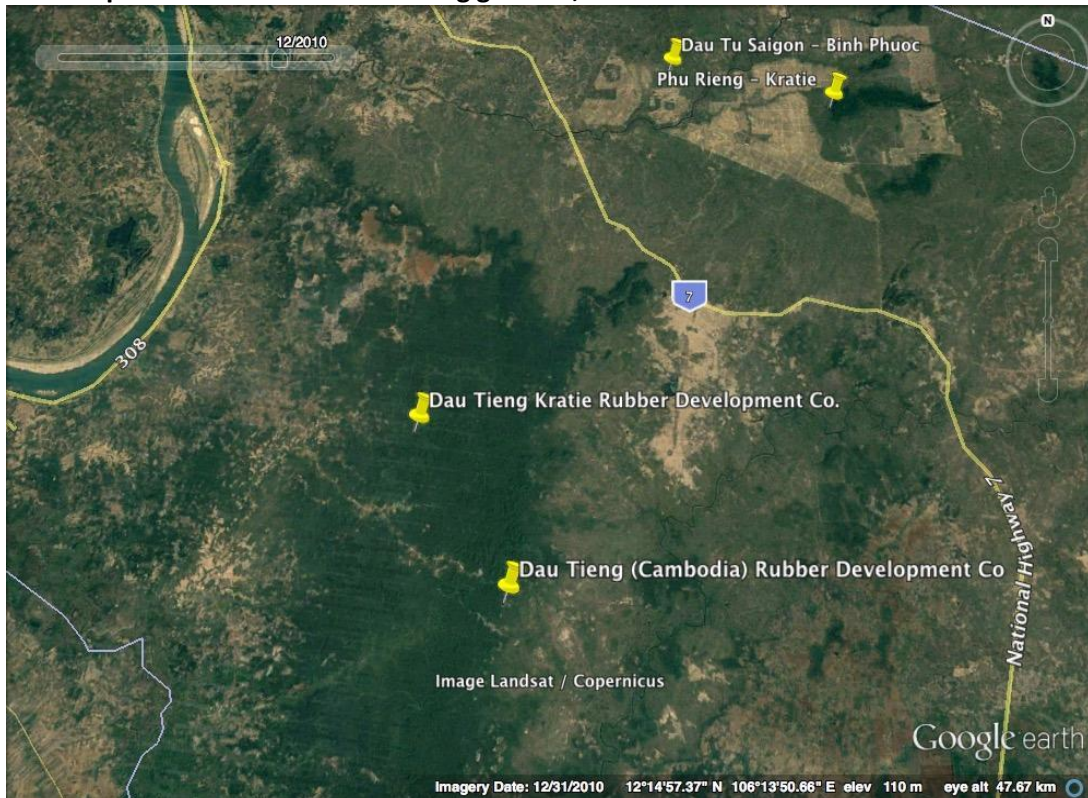 12/2010
N
Dau Tu Saigon - Binh Phuoc
Phu Rieng - Kratie
7
308
Dau Tieng Kratie Rubber Development Co.
National Highway 7
Dau Tieng (Cambodia) Rubber Development Co
Image Landsat / Copernicus
Google earth
Imagery Date: 12/31/2010 12°14'57.37" N 106°13'50.66" E elev 110 m eye alt 47.67 km